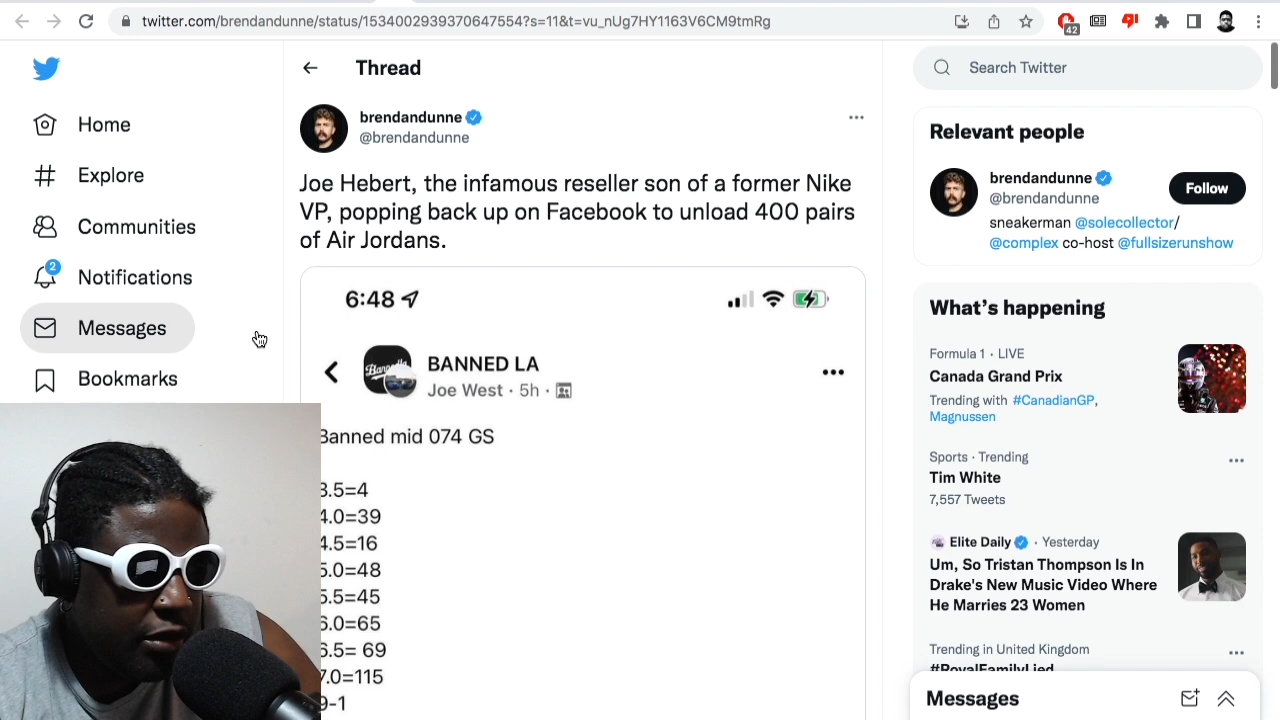 twitter.com/brendandunne/status/1534002939370647554?s=11&t=vu_nUg7HY1163V6CM9tmRg
42
Home
Explore
Communities
2
Notifications
Messages
Bookmarks
Thread
brendandunne
@brendandunne
Joe Hebert, the infamous reseller son of a former Nike
VP, popping back up on Facebook to unload 400 pairs
of Air Jordans.
6:48
BANNED LA
Joe West · 5h ·
Banned mid 074 GS
3.5=4
4.0=39
4.5=16
5.0=48
5.5=45
6.0=65
6.5= 69
7.0=115
9-1
Search Twitter
Relevant people
brendandunne
@brendandunne
Follow
sneakerman @solecollector/
@complex co-host @fullsizerunshow
What's happening
Formula 1 · LIVE
Canada Grand Prix
Trending with #CanadianGP,
Magnussen
Sports · Trending
Tim White
7,557 Tweets
Elite Daily · Yesterday
Um, So Tristan Thompson Is In
Drake's New Music Video Where
He Marries 23 Women
Trending in United Kingdom
#RoyalFamilyLied
Messages